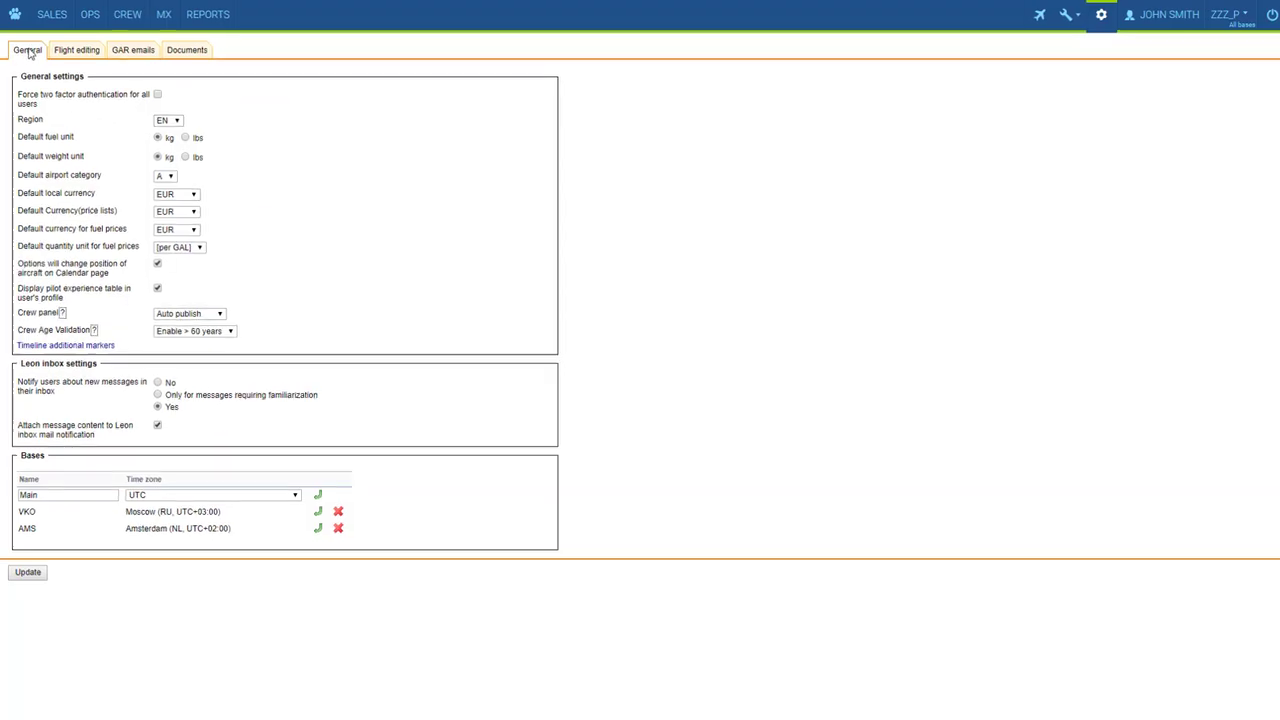 SALES OPS CREW MX REPORTS JOHN SMITH ZZZ_P
All bases
General Flight editing GAR emails Documents
General settings
Force two factor authentication for all
users
Region EN
Default fuel unit kg lbs
Default weight unit kg lbs
Default airport category A
Default local currency EUR
Default Currency(price lists) EUR
Default currency for fuel prices EUR
Default quantity unit for fuel prices [per GAL]
Options will change position of
aircraft on Calendar page
Display pilot experience table in
user's profile
Crew panel ? Auto publish
Crew Age Validation ? Enable > 60 years
Timeline additional markers
Leon inbox settings
Notify users about new messages in
their inbox
No
Only for messages requiring familiarization
Yes
Attach message content to Leon
inbox mail notification
Bases
Name Time zone
Main UTC
VKO Moscow (RU, UTC+03:00)
AMS Amsterdam (NL, UTC+02:00)
Update